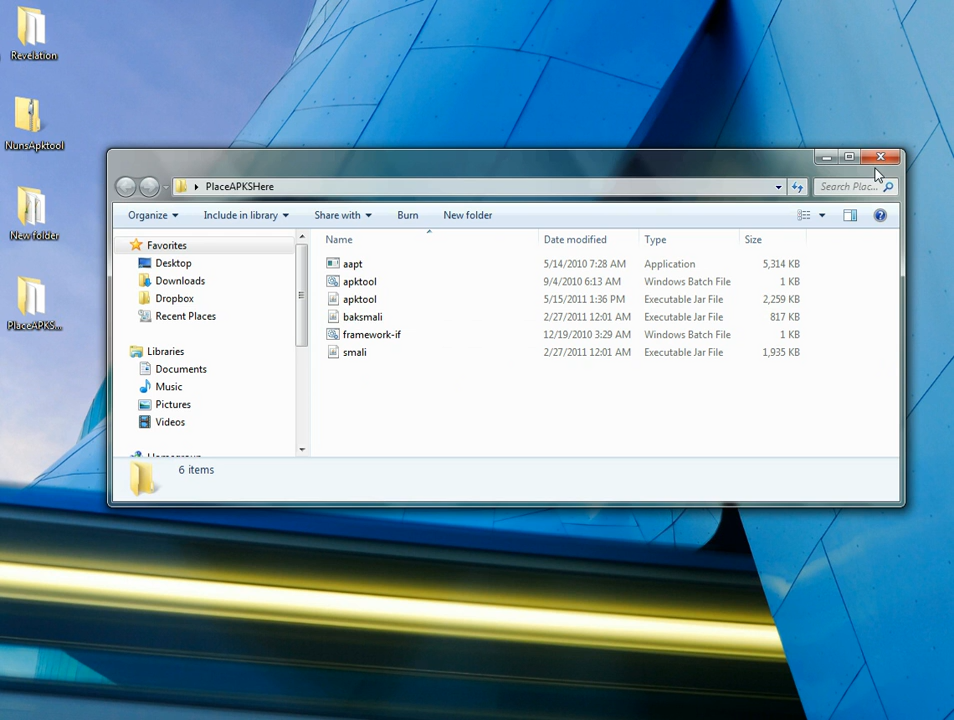 Revelation
NunsApktool
New folder
PlaceAPKS...
PlaceAPKSHere
Search Plac...
Organize
Include in library
Share with
Burn
New folder
Name
Date modified
Type
Size
Favorites
Desktop
Downloads
Dropbox
Recent Places
Libraries
Documents
Music
Pictures
Videos
Homegroup
aapt 5/14/2010 7:28 AM Application 5,314 KB
apktool 9/4/2010 6:13 AM Windows Batch File 1 KB
apktool 5/15/2011 1:36 PM Executable Jar File 2,259 KB
baksmali 2/27/2011 12:01 AM Executable Jar File 817 KB
framework-if 12/19/2010 3:29 AM Windows Batch File 1 KB
smali 2/27/2011 12:01 AM Executable Jar File 1,935 KB
6 items